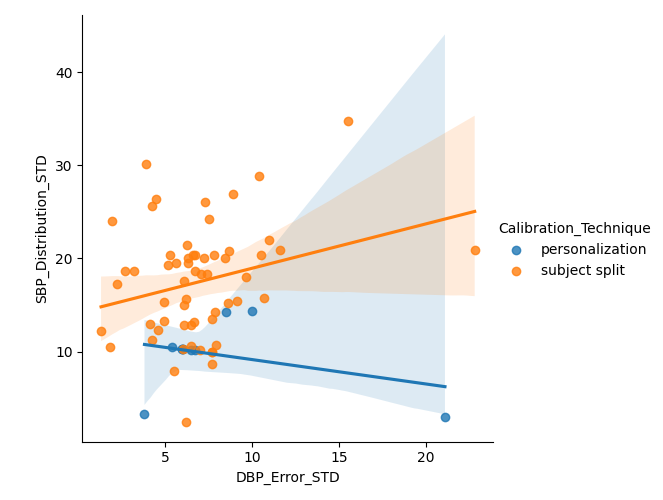 40
30
20
10
SBP_Distribution_STD
5
10
15
20
DBP_Error_STD
Calibration_Technique
personalization
subject split